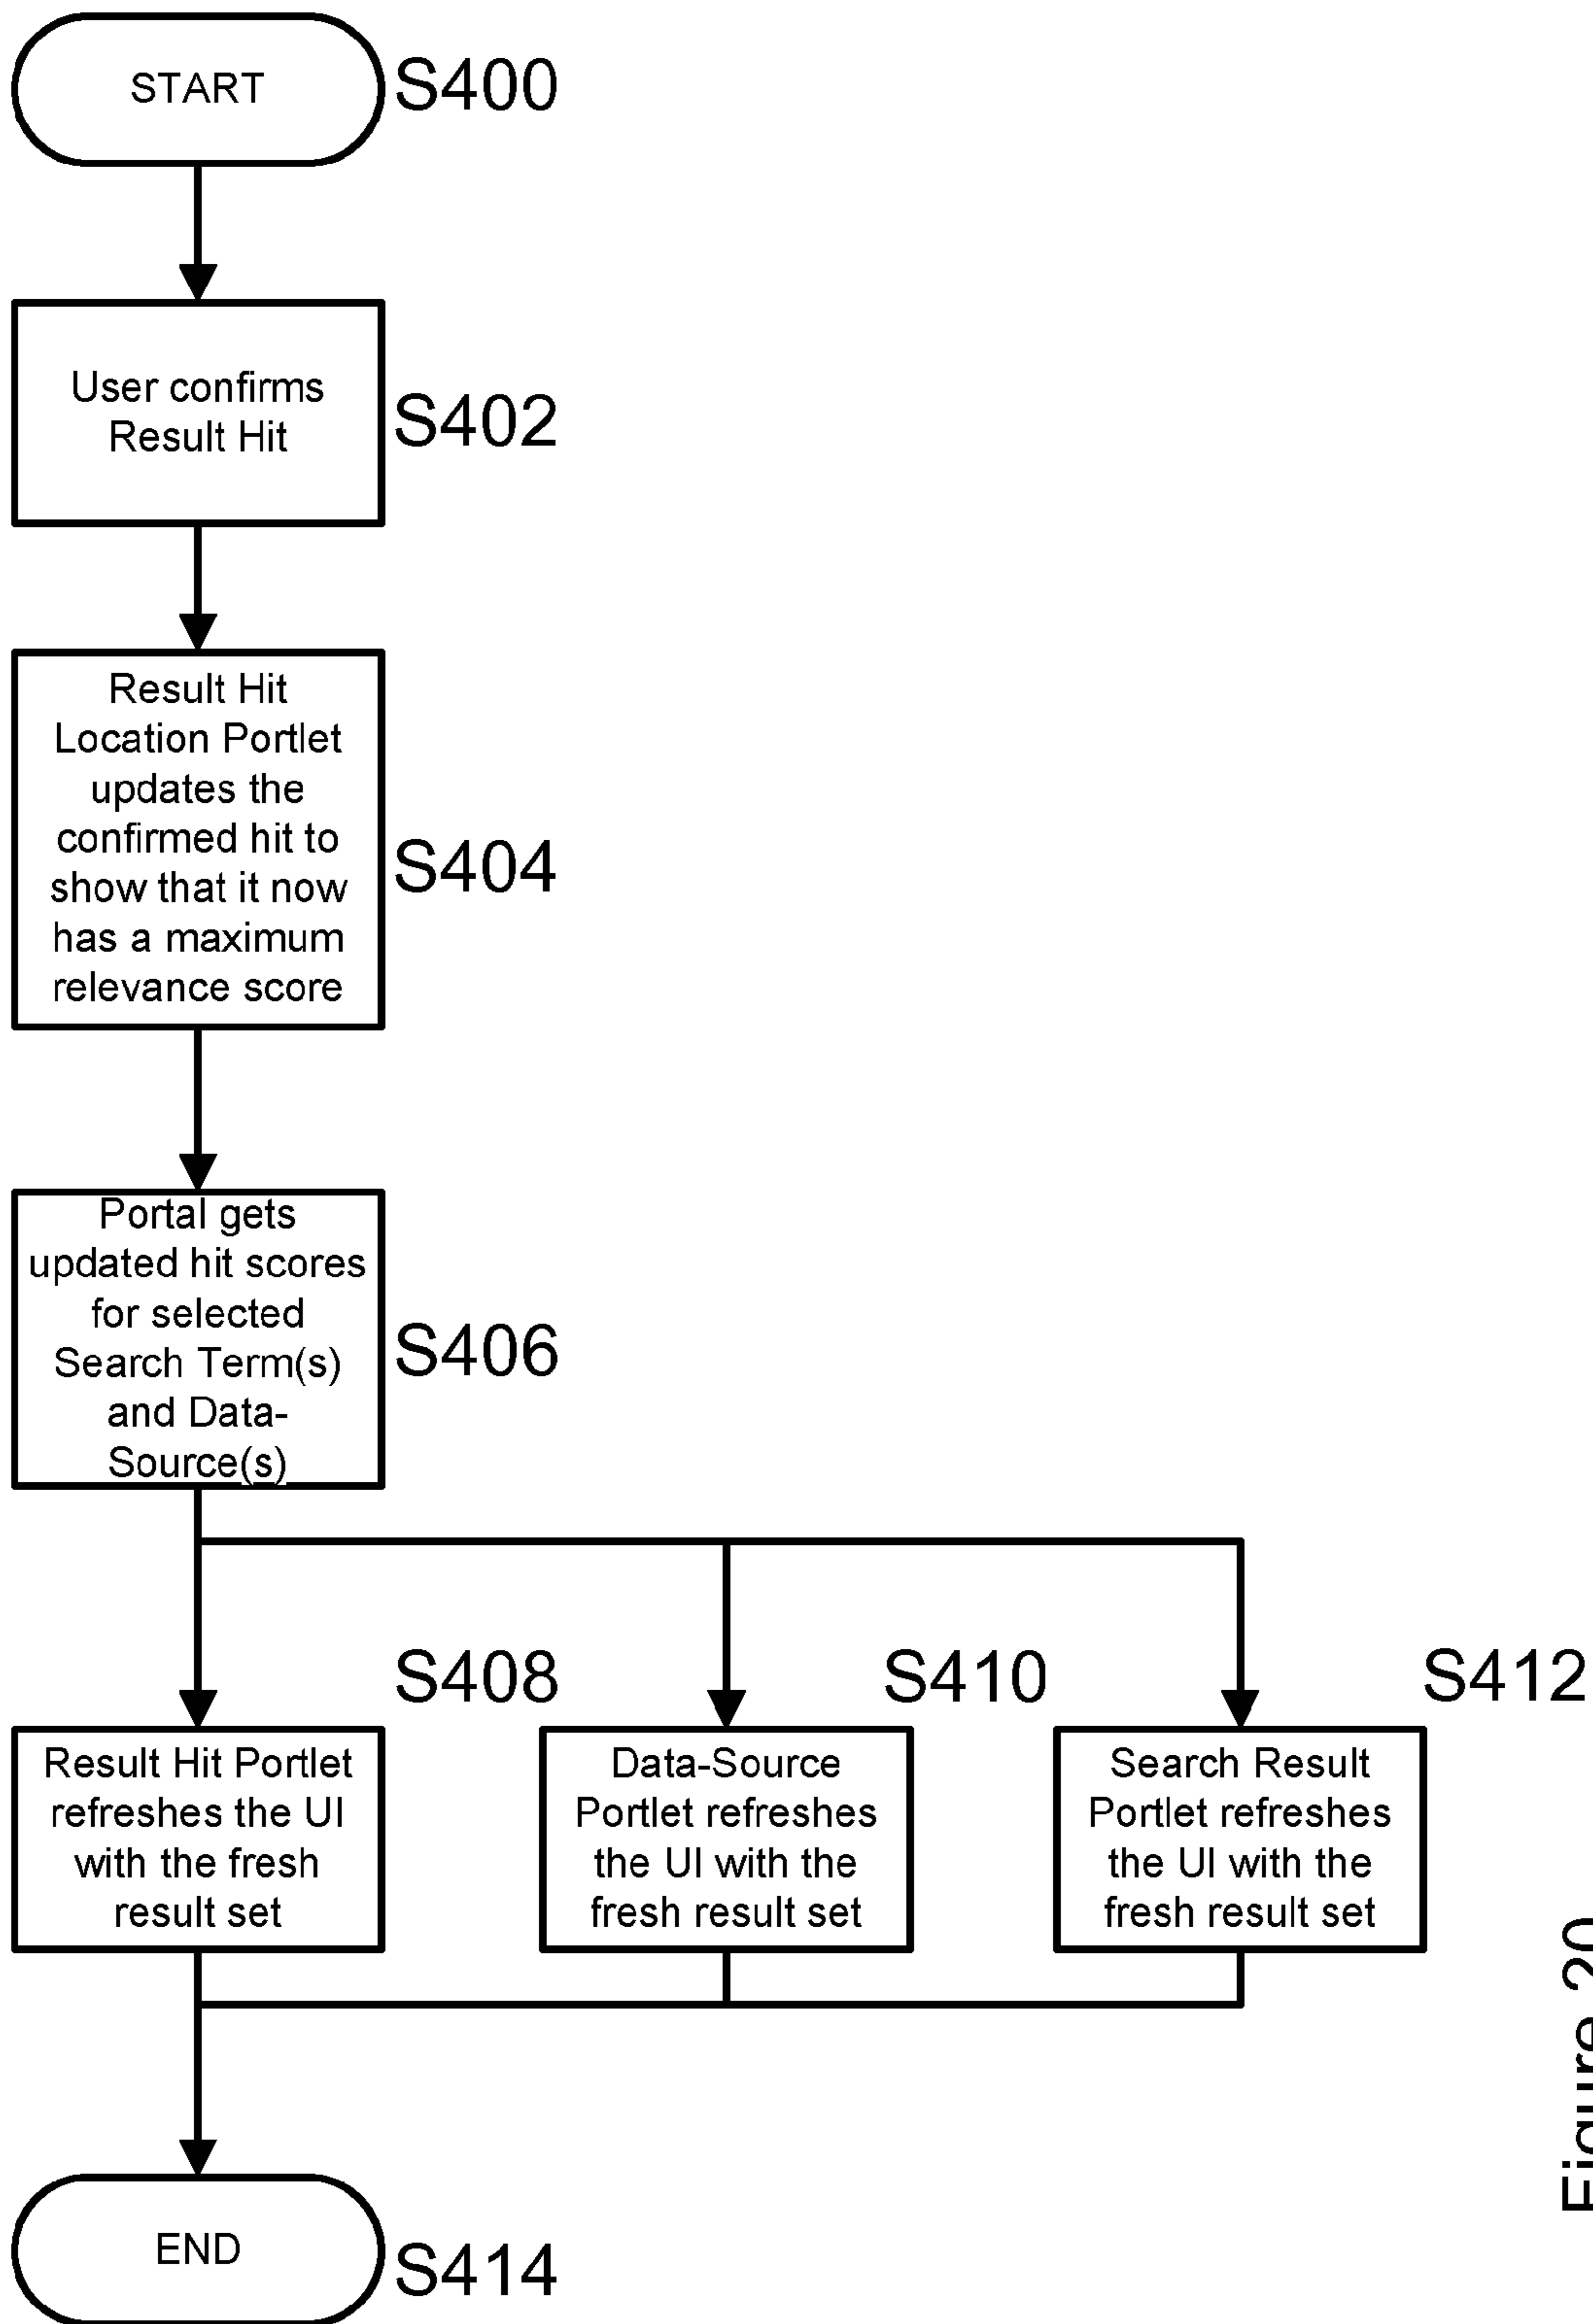 START
S400
User confirms
Result Hit
S402
Result Hit
Location Portlet
updates the
confirmed hit to
show that it now
has a maximum
relevance score
S404
Portal gets
updated hit scores
for selected
Search Term(s)
and Data-
Source(s)
S406
S408
Result Hit Portlet
refreshes the UI
with the fresh
result set
S410
Data-Source
Portlet refreshes
the UI with the
fresh result set
S412
Search Result
Portlet refreshes
the UI with the
fresh result set
END
S414
Figure 20